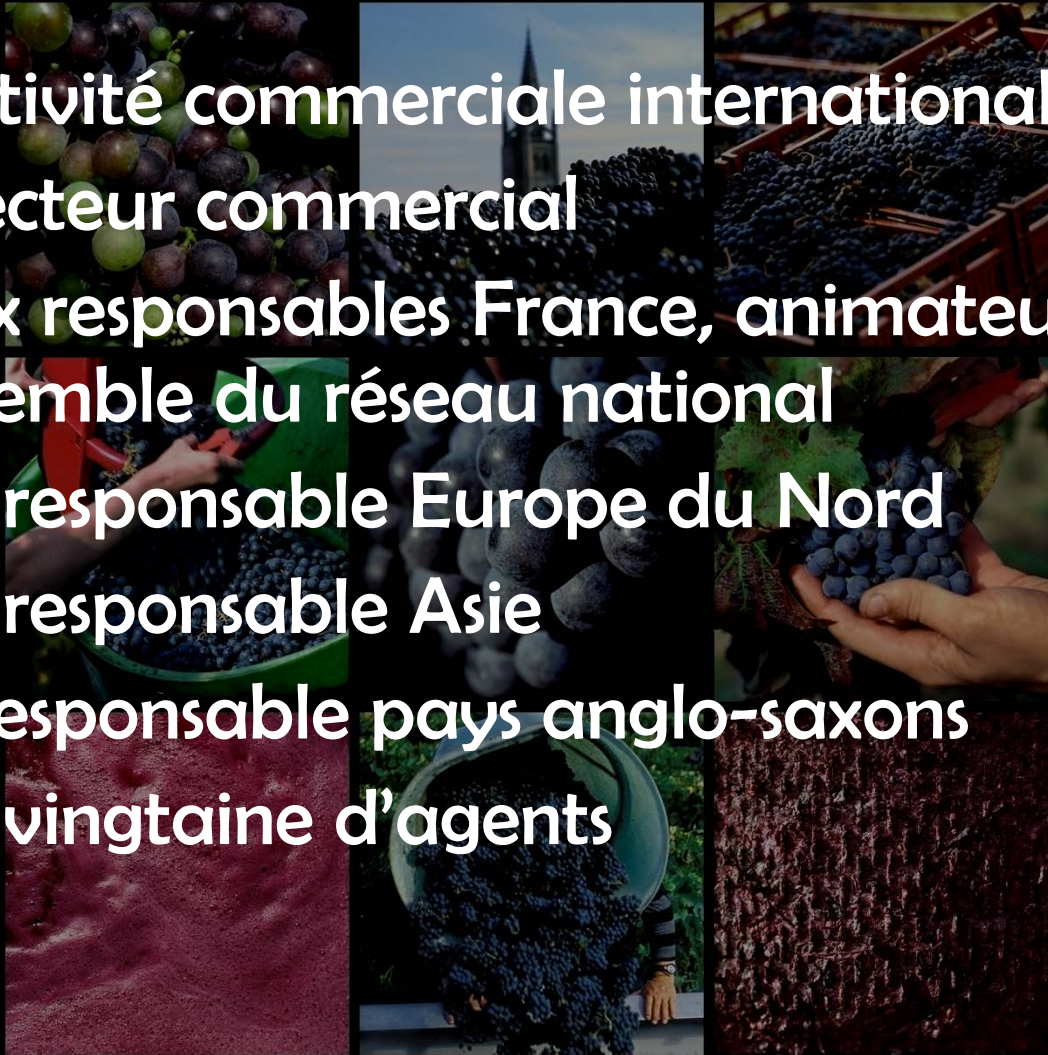 tivité commerciale international
ecteur commercial
x responsables France, animateu
emble du réseau national
responsable Europe du Nord
responsable Asie
esponsable pays anglo-saxons
vingtaine d’agents